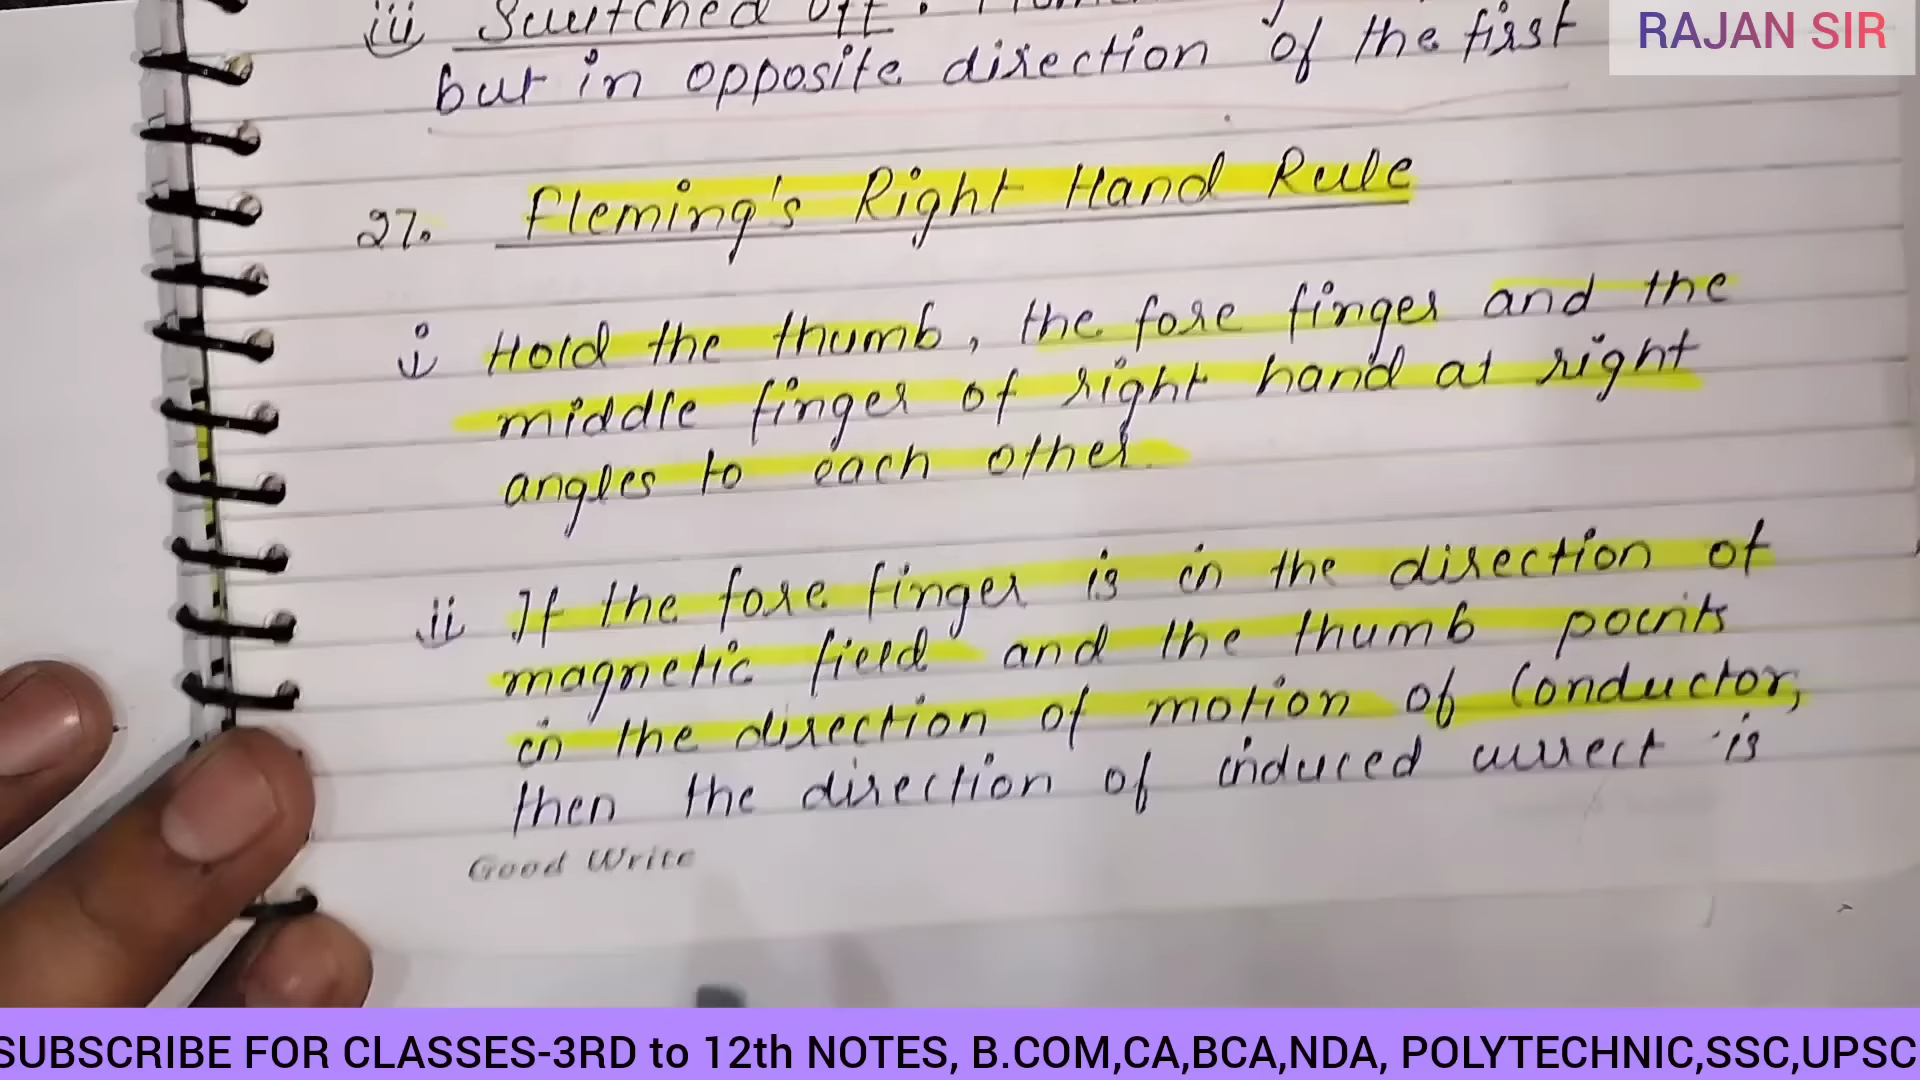 iii Switched off :
but in opposite direction of the first
RAJAN SIR
27. Fleming's Right Hand Rule
i Hold the thumb, the fore finger and the
middle finger of right hand at right
angles to each other.
ii If the fore finger is in the direction of
magnetic field and the thumb points
in the direction of motion of Conductor,
then the direction of induced currect is
Good Write
SUBSCRIBE FOR CLASSES-3RD to 12th NOTES, B.COM,CA,BCA,NDA, POLYTECHNIC,SSC,UPSC